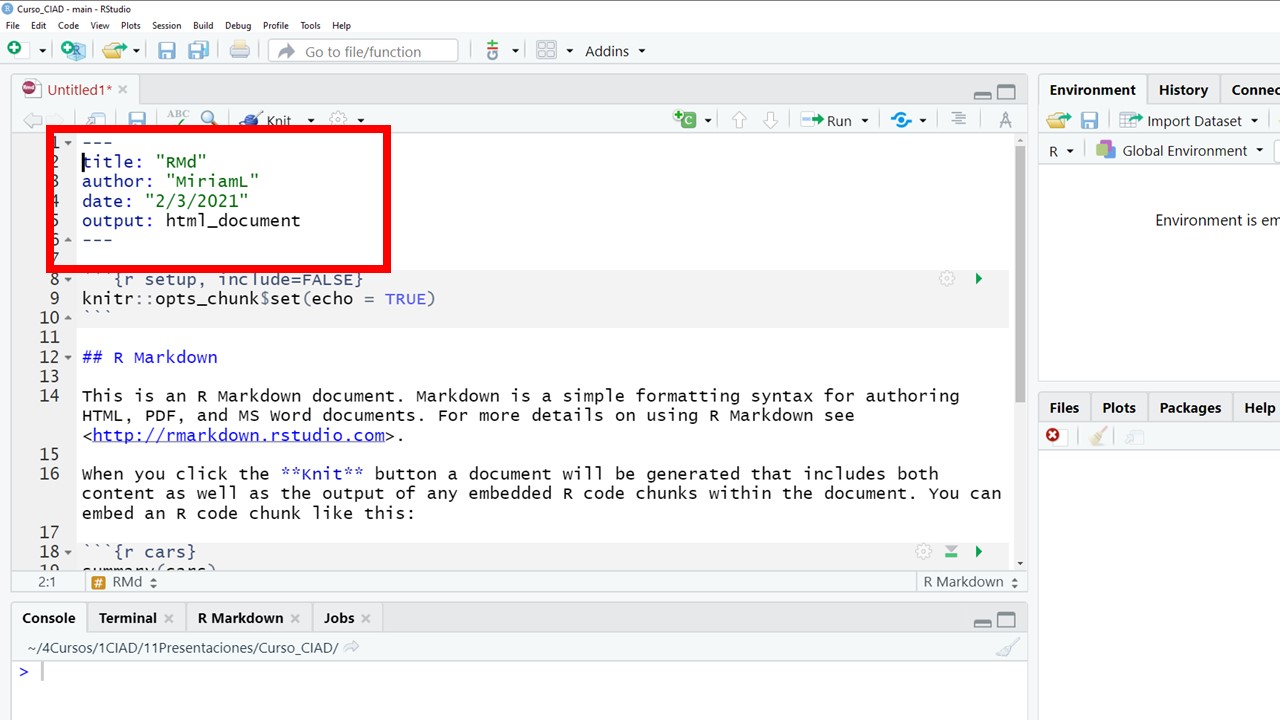 Curso_CIAD - main - RStudio
File Edit Code View Plots Session Build Debug Profile Tools Help
Go to file/function Addins
Untitled1*
Environment History Connec
ABC Knit Run
Import Dataset
R Global Environment
1 ---
2 title: "RMd"
3 author: "MiriamL"
4 date: "2/3/2021"
5 output: html_document
6 ---
7
Environment is em
8 ```{r setup, include=FALSE}
9 knitr::opts_chunk$set(echo = TRUE)
10 ```
11
12 ## R Markdown
13
14 This is an R Markdown document. Markdown is a simple formatting syntax for authoring
HTML, PDF, and MS Word documents. For more details on using R Markdown see
<http://rmarkdown.rstudio.com>.
15
16 When you click the **Knit** button a document will be generated that includes both
content as well as the output of any embedded R code chunks within the document. You can
embed an R code chunk like this:
17
18 ```{r cars}
19 summary(cars)
2:1 RMd R Markdown
Files Plots Packages Help
Console Terminal R Markdown Jobs
~/4Cursos/1CIAD/11Presentaciones/Curso_CIAD/
>